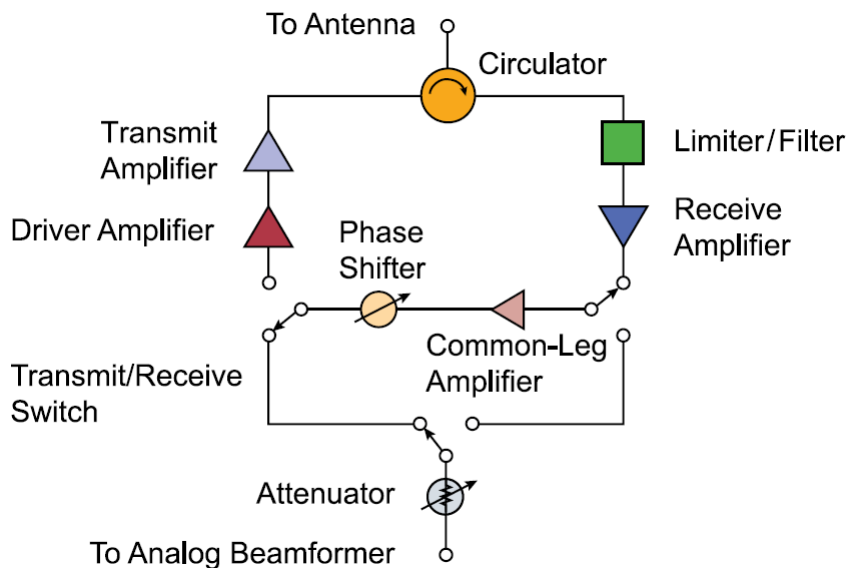 To Antenna
Circulator
Transmit
Amplifier
Limiter/Filter
Driver Amplifier
Receive
Amplifier
Phase
Shifter
Common-Leg
Amplifier
Transmit/Receive
Switch
Attenuator
To Analog Beamformer